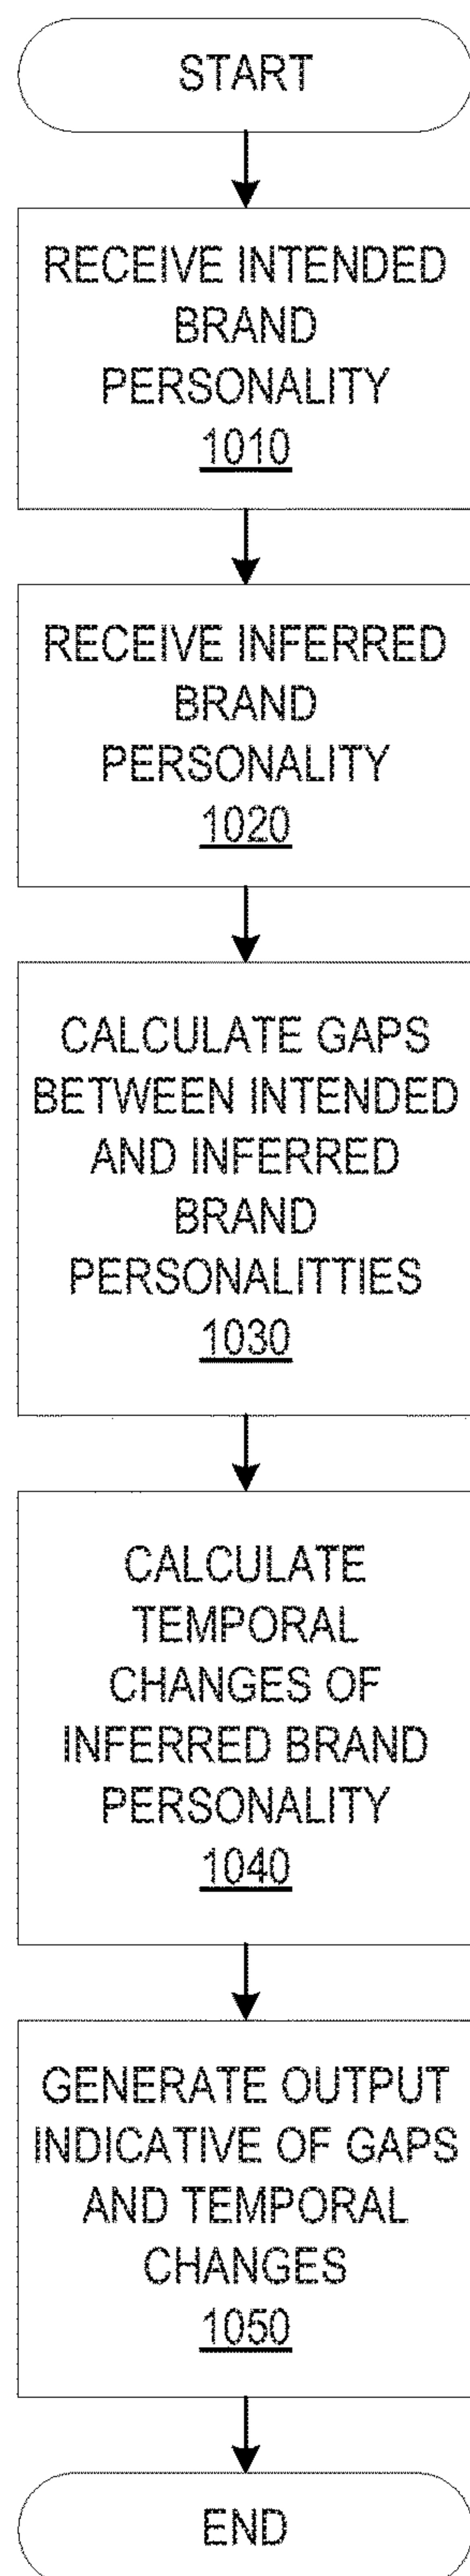 START
RECEIVE INTENDED
BRAND
PERSONALITY
1010
RECEIVE INFERRED
BRAND
PERSONALITY
1020
CALCULATE GAPS
BETWEEN INTENDED
AND INFERRED
BRAND
PERSONALITTIES
1030
CALCULATE
TEMPORAL
CHANGES OF
INFERRED BRAND
PERSONALITY
1040
GENERATE OUTPUT
INDICATIVE OF GAPS
AND TEMPORAL
CHANGES
1050
END